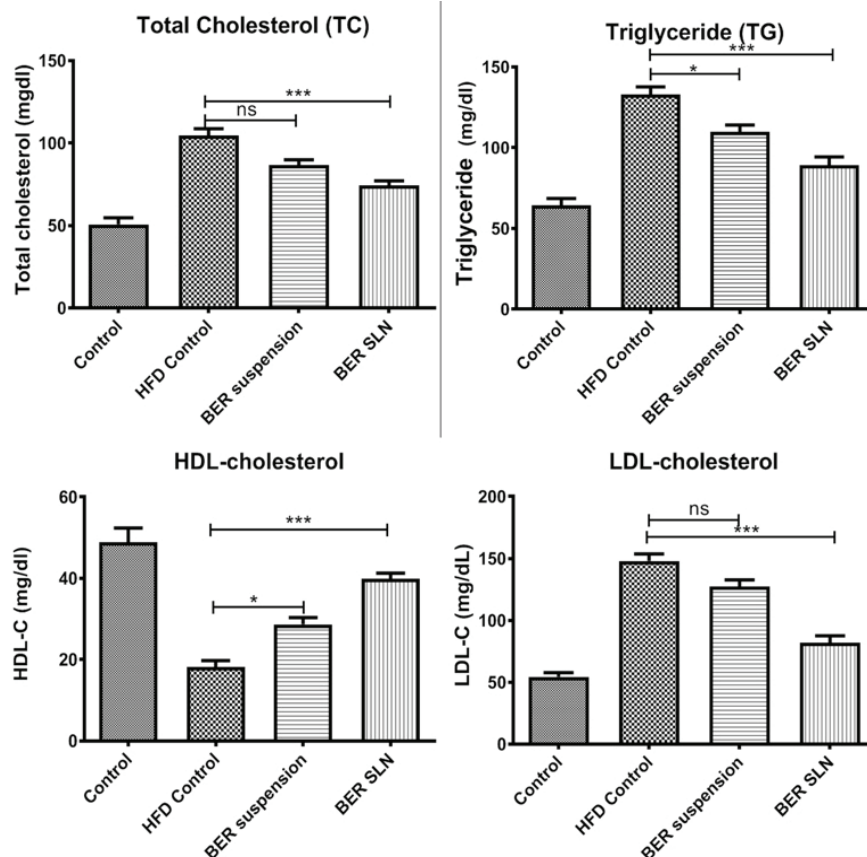 Total Cholesterol (TC)
Total cholesterol (mgdl)
150
100
50
0
***
ns
Control
HFD Control
BER suspension
BER SLN
Triglyceride (TG)
Triglyceride (mg/dl)
150
100
50
0
***
*
Control
HFD Control
BER suspension
BER SLN
HDL-cholesterol
HDL-C (mg/dl)
60
40
20
0
***
*
Control
HFD Control
BER suspension
BER SLN
LDL-cholesterol
LDL-C (mg/dL)
200
150
100
50
0
ns
***
Control
HFD Control
BER suspension
BER SLN